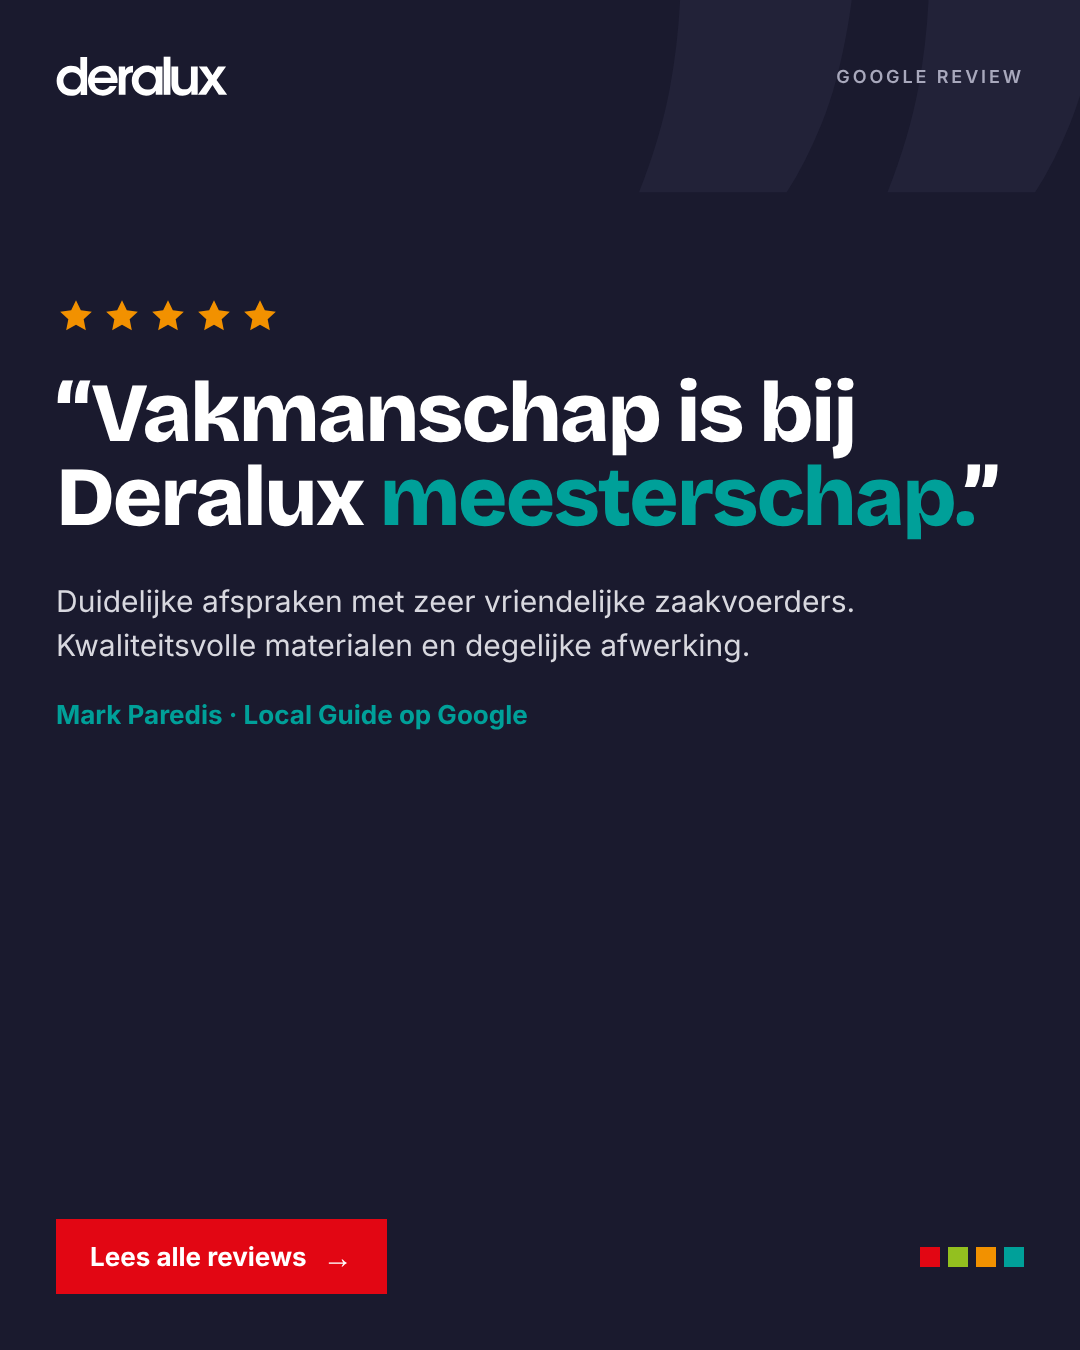 deralux
GOOGLE REVIEW
“Vakmanschap is bij
Deralux meesterschap.”
Duidelijke afspraken met zeer vriendelijke zaakvoerders.
Kwaliteitsvolle materialen en degelijke afwerking.
Mark Paredis · Local Guide op Google
Lees alle reviews →